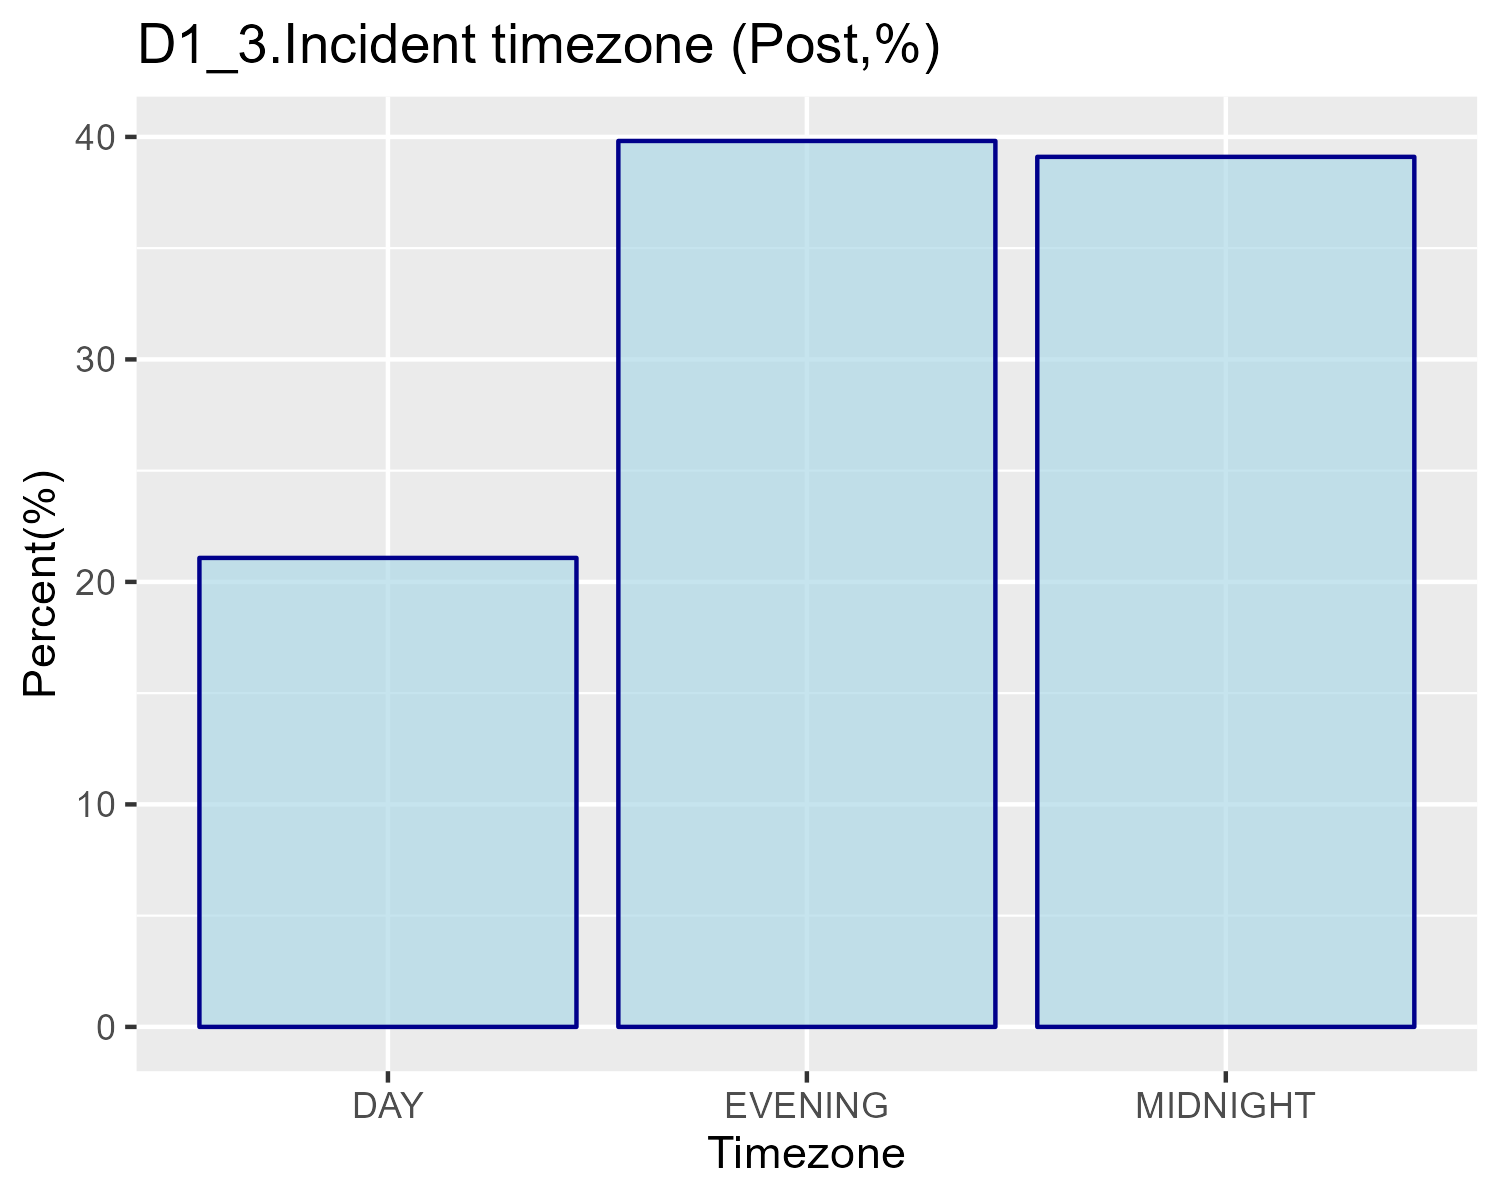 D1_3.Incident timezone (Post,%)
Percent(%)
40
30
20
10
0
DAY
EVENING
MIDNIGHT
Timezone